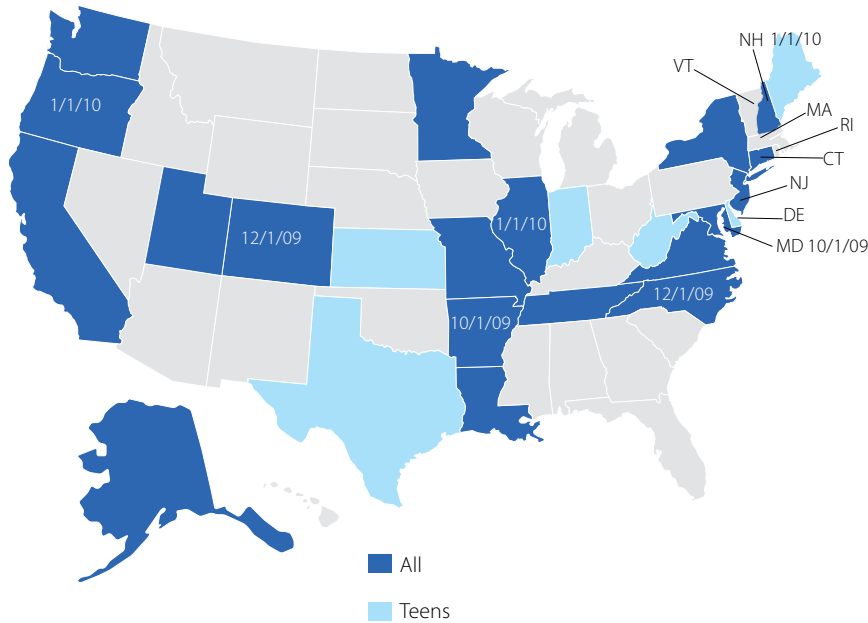 NH 1/1/10
VT
1/1/10
MA
RI
CT
NJ
1/1/10
DE
12/1/09
MD 10/1/09
12/1/09
10/1/09
All
Teens